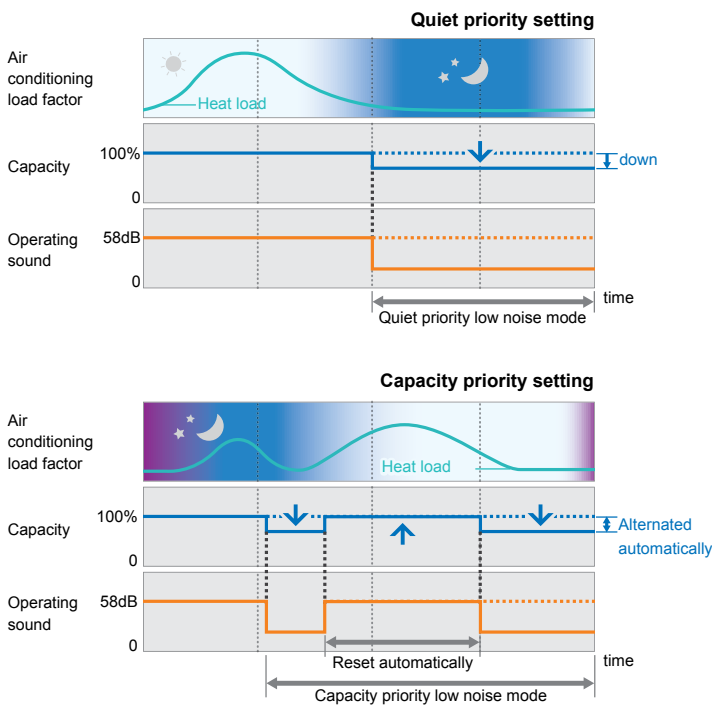 Quiet priority setting
Air
conditioning
load factor
Heat load
Capacity
100%
0
down
Operating
sound
58dB
0
time
Quiet priority low noise mode
Capacity priority setting
Air
conditioning
load factor
Heat load
Capacity
100%
0
Alternated
automatically
Operating
sound
58dB
0
Reset automatically
time
Capacity priority low noise mode